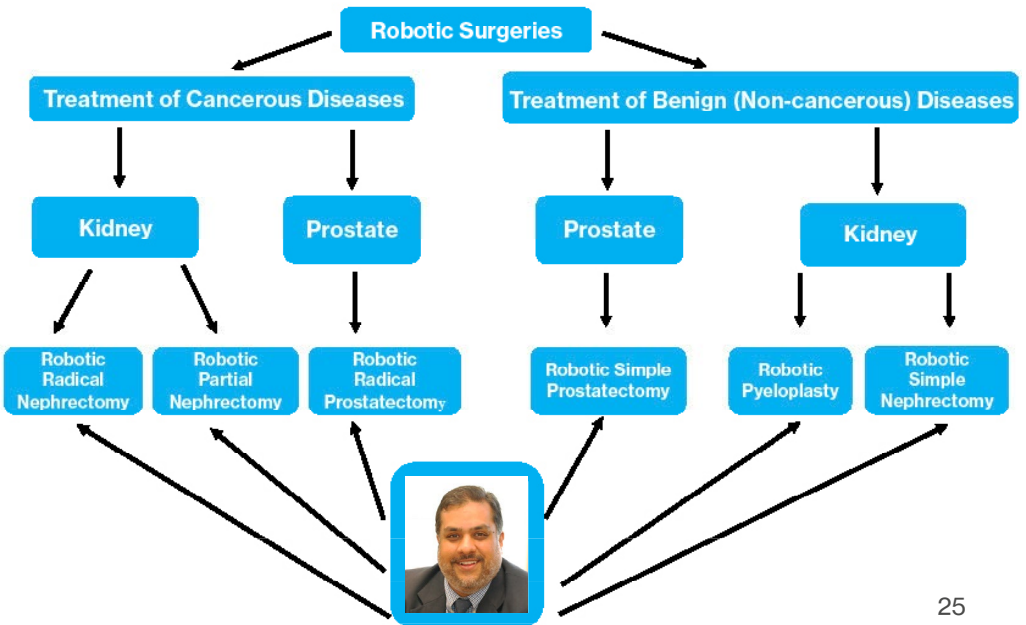 Robotic Surgeries
Treatment of Cancerous Diseases
Treatment of Benign (Non-cancerous) Diseases
Kidney
Prostate
Prostate
Kidney
Robotic
Radical
Nephrectomy
Robotic
Partial
Nephrectomy
Robotic
Radical
Prostatectomy
Robotic Simple
Prostatectomy
Robotic
Pyeloplasty
Robotic
Simple
Nephrectomy
25